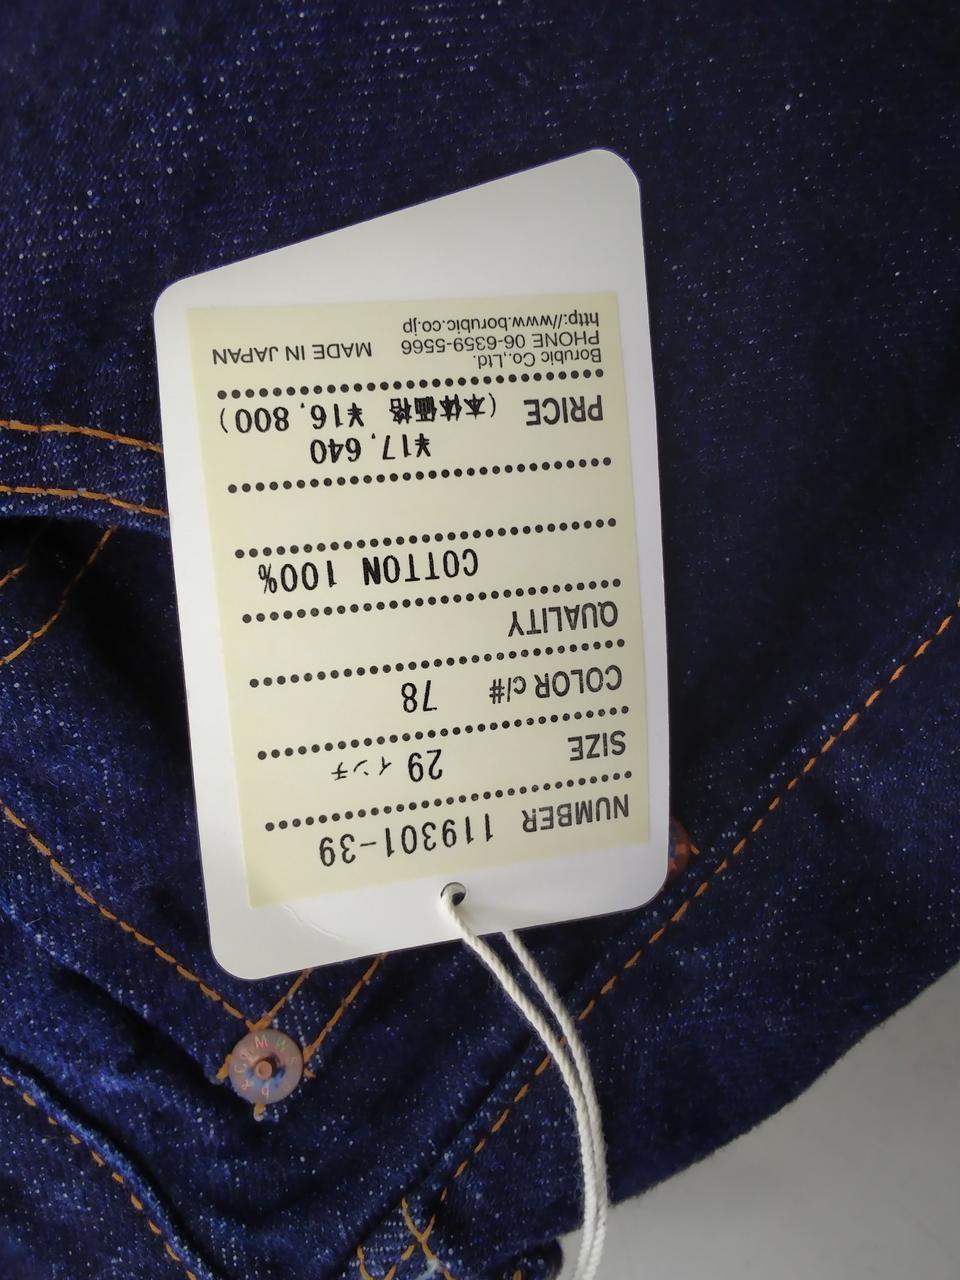 NUMBER 119301-39
SIZE 29 インチ
COLOR c/# 78
QUALITY
COTTON 100%
¥17,640
PRICE (本体価格 ¥16,800)
Borubic Co.,Ltd.
PHONE 06-6359-5566 MADE IN JAPAN
http://www.borubic.co.jp